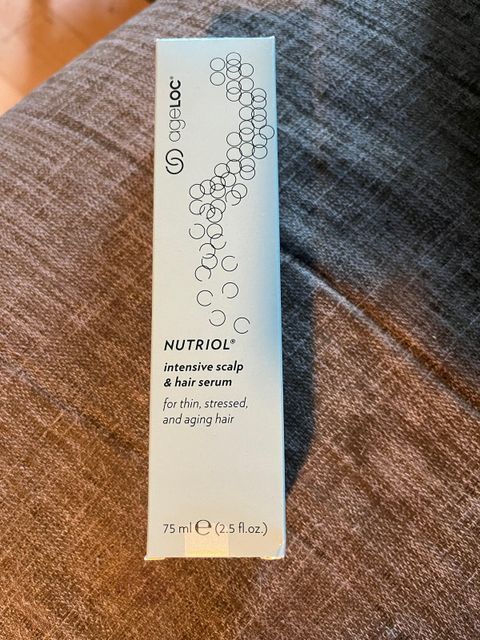 ageLOC®
NUTRIOL®
intensive scalp
& hair serum
for thin, stressed,
and aging hair
75 ml ℮ (2.5 fl.oz.)